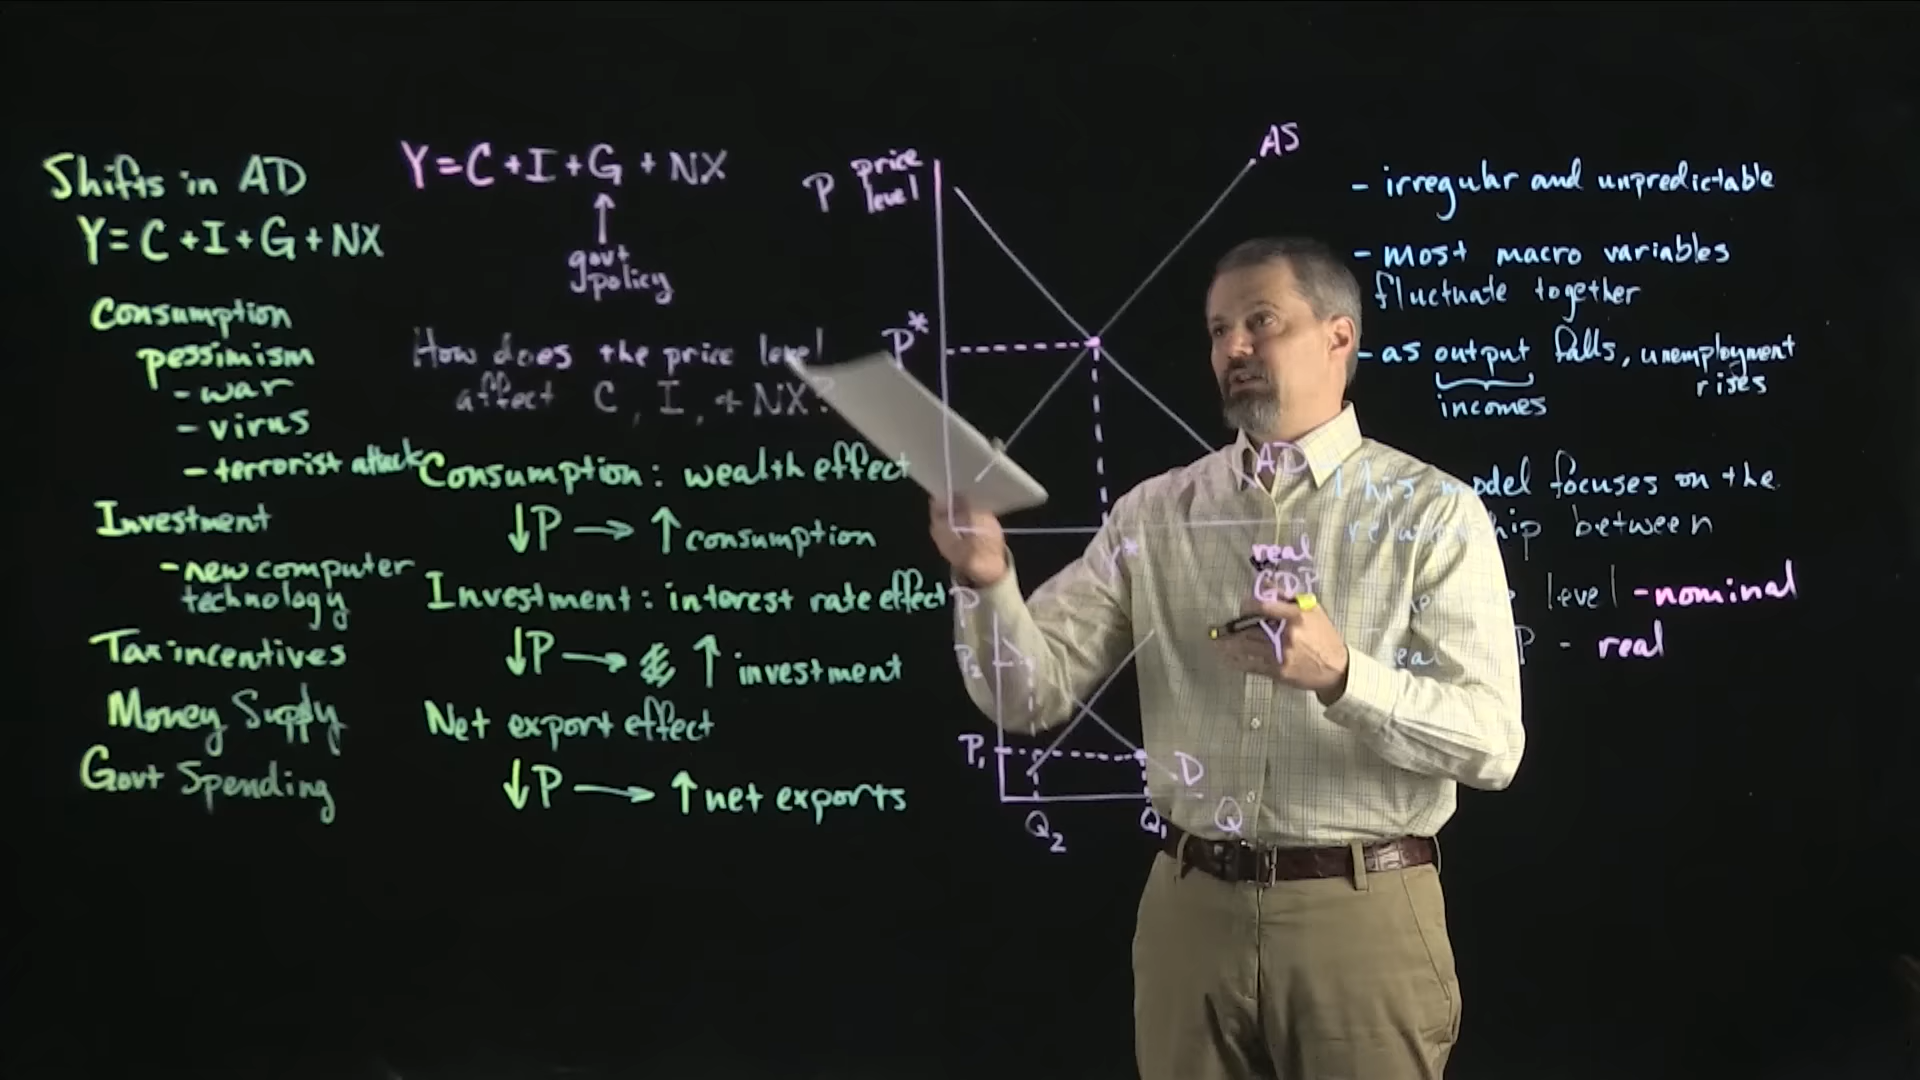 Shifts in AD
Y=C+I+G+NX
Consumption
pessimism
- war
- virus
- terrorist attack
Investment
- new computer
technology
Tax incentives
Money Supply
Govt Spending
Y=C+I+G+NX
↑
govt
policy
How does the price level
affect C, I, + NX?
Consumption: wealth effect
↓P → ↑ consumption
Investment: interest rate effect
↓P → ↑ investment
Net export effect
↓P → ↑ net exports
P price
level
AS
P*
AD
Y*
real
GDP
Y
P
P₂
P₁
D
Q₂
Q₁
Q
- irregular and unpredictable
- most macro variables
fluctuate together
- as output falls, unemployment
rises
incomes
This model focuses on the
between
level - nominal
- real